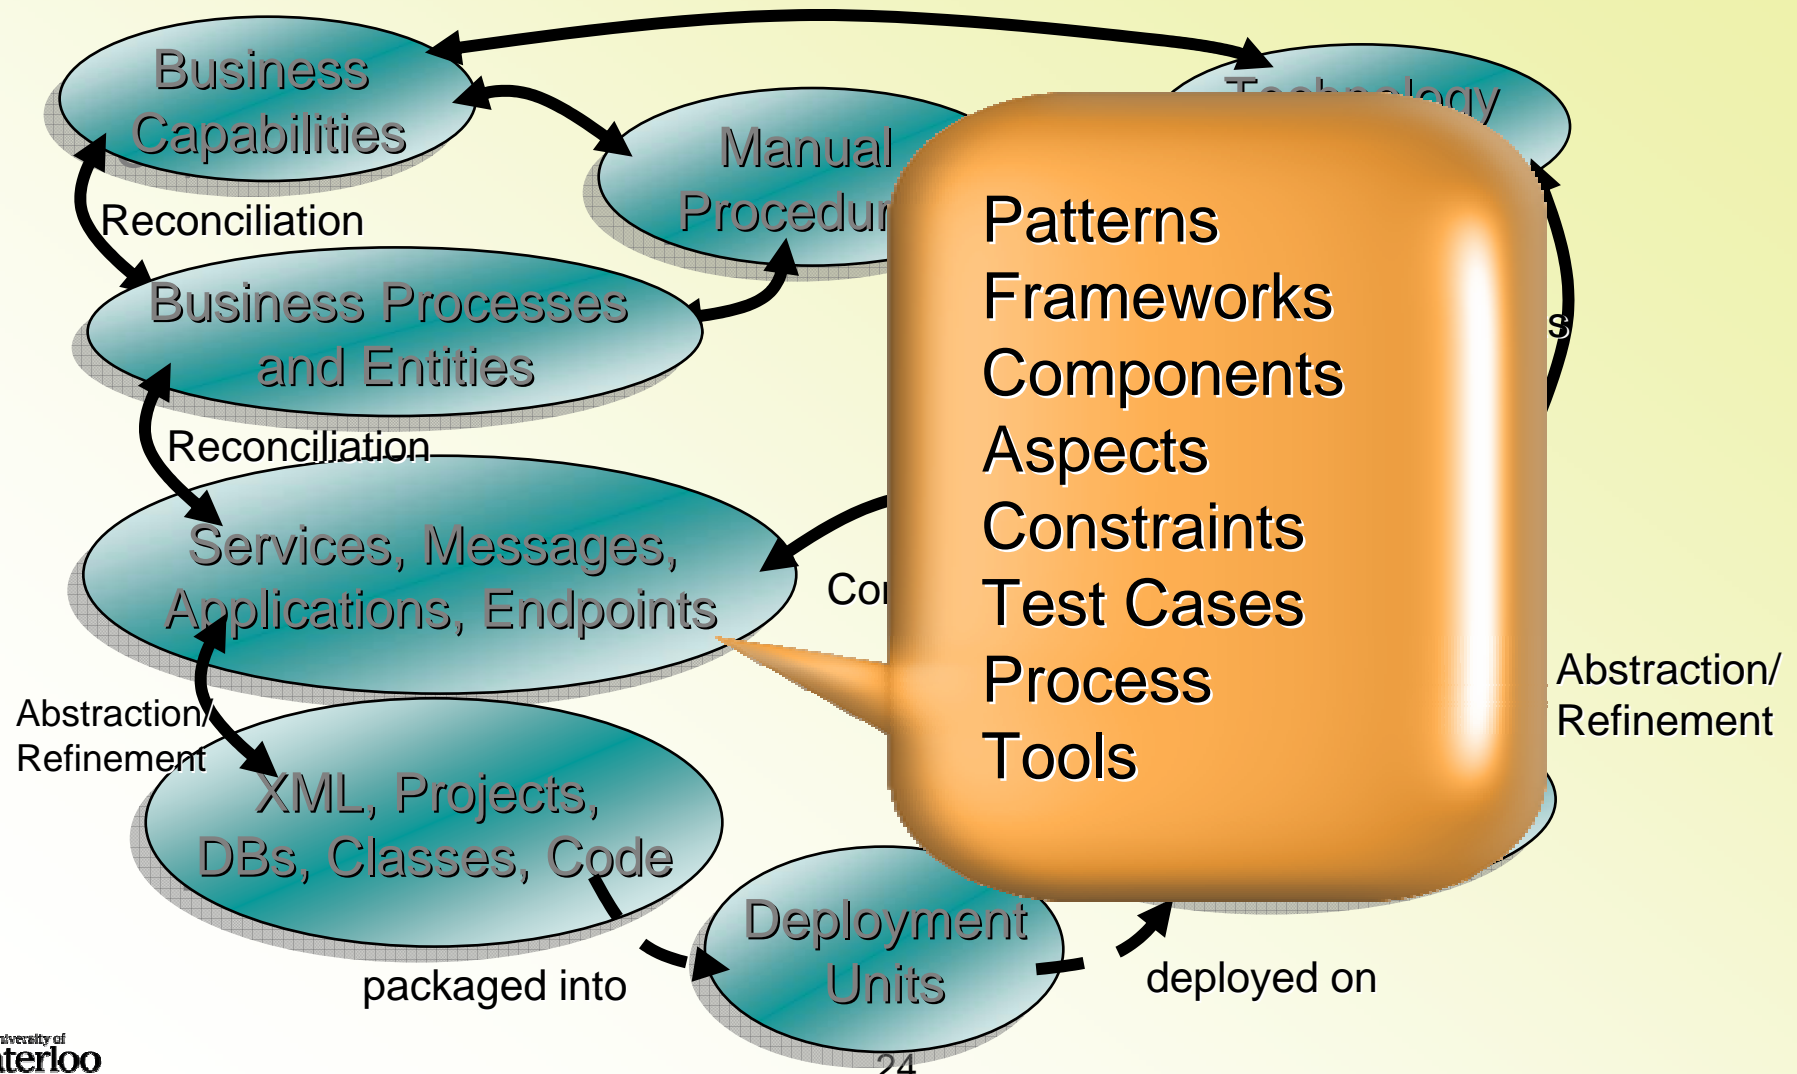 Business
Capabilities
Technology
Manual
Reconciliation
Business Processes
and Entities
Reconciliation
Services, Messages,
Applications, Endpoints
Abstraction/
Refinement
XML, Projects,
DBs, Classes, Code
packaged into
Deployment
Units
deployed on
Patterns
Frameworks
Components
Aspects
Constraints
Test Cases
Process
Tools
Abstraction/
Refinement
24